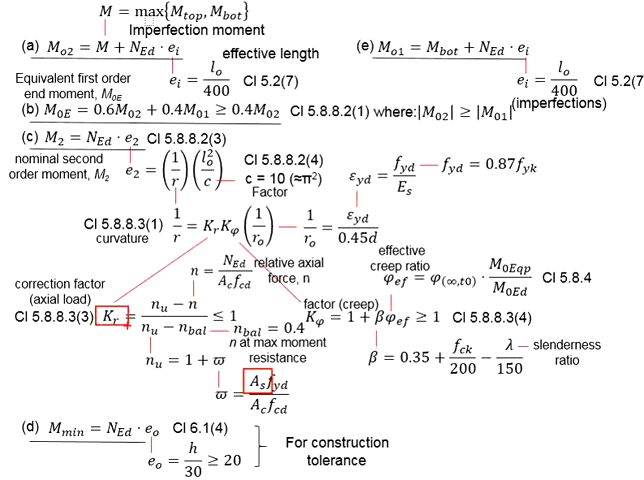 M = max{M_top, M_bot}
Imperfection moment
(a) M_o2 = M + N_Ed · e_i
effective length
(e) M_o1 = M_bot + N_Ed · e_i
Equivalent first order
end moment, M_0E
e_i = l_o/400 Cl 5.2(7)
e_i = l_o/400 Cl 5.2(7)
(imperfections)
(b) M_0E = 0.6M_02 + 0.4M_01 ≥ 0.4M_02 Cl 5.8.8.2(1) where:|M_02| ≥ |M_01|
(c) M_2 = N_Ed · e_2 Cl 5.8.8.2(3)
nominal second
order moment, M_2
e_2 = (1/r)(l_o^2/c)
Cl 5.8.8.2(4)
c = 10 (≈π²)
Factor
ε_yd = f_yd/E_s
f_yd = 0.87f_yk
Cl 5.8.8.3(1)
curvature
1/r = K_r K_φ (1/r_o)
1/r_o = ε_yd/0.45d
effective
creep ratio
n = N_Ed/A_c f_cd
relative axial
force, n
φ_ef = φ_(∞,t0) · M_0Eqp/M_0Ed
Cl 5.8.4
correction factor
(axial load)
Cl 5.8.8.3(3) K_r = n_u − n/n_u − n_bal ≤ 1
factor (creep)
K_φ = 1 + βφ_ef ≥ 1 Cl 5.8.8.3(4)
n_bal = 0.4
n at max moment
resistance
n_u = 1 + ϖ
β = 0.35 + f_ck/200 − λ/150
slenderness
ratio
ϖ = A_s f_yd/A_c f_cd
(d) M_min = N_Ed · e_o Cl 6.1(4)
e_o = h/30 ≥ 20
For construction
tolerance